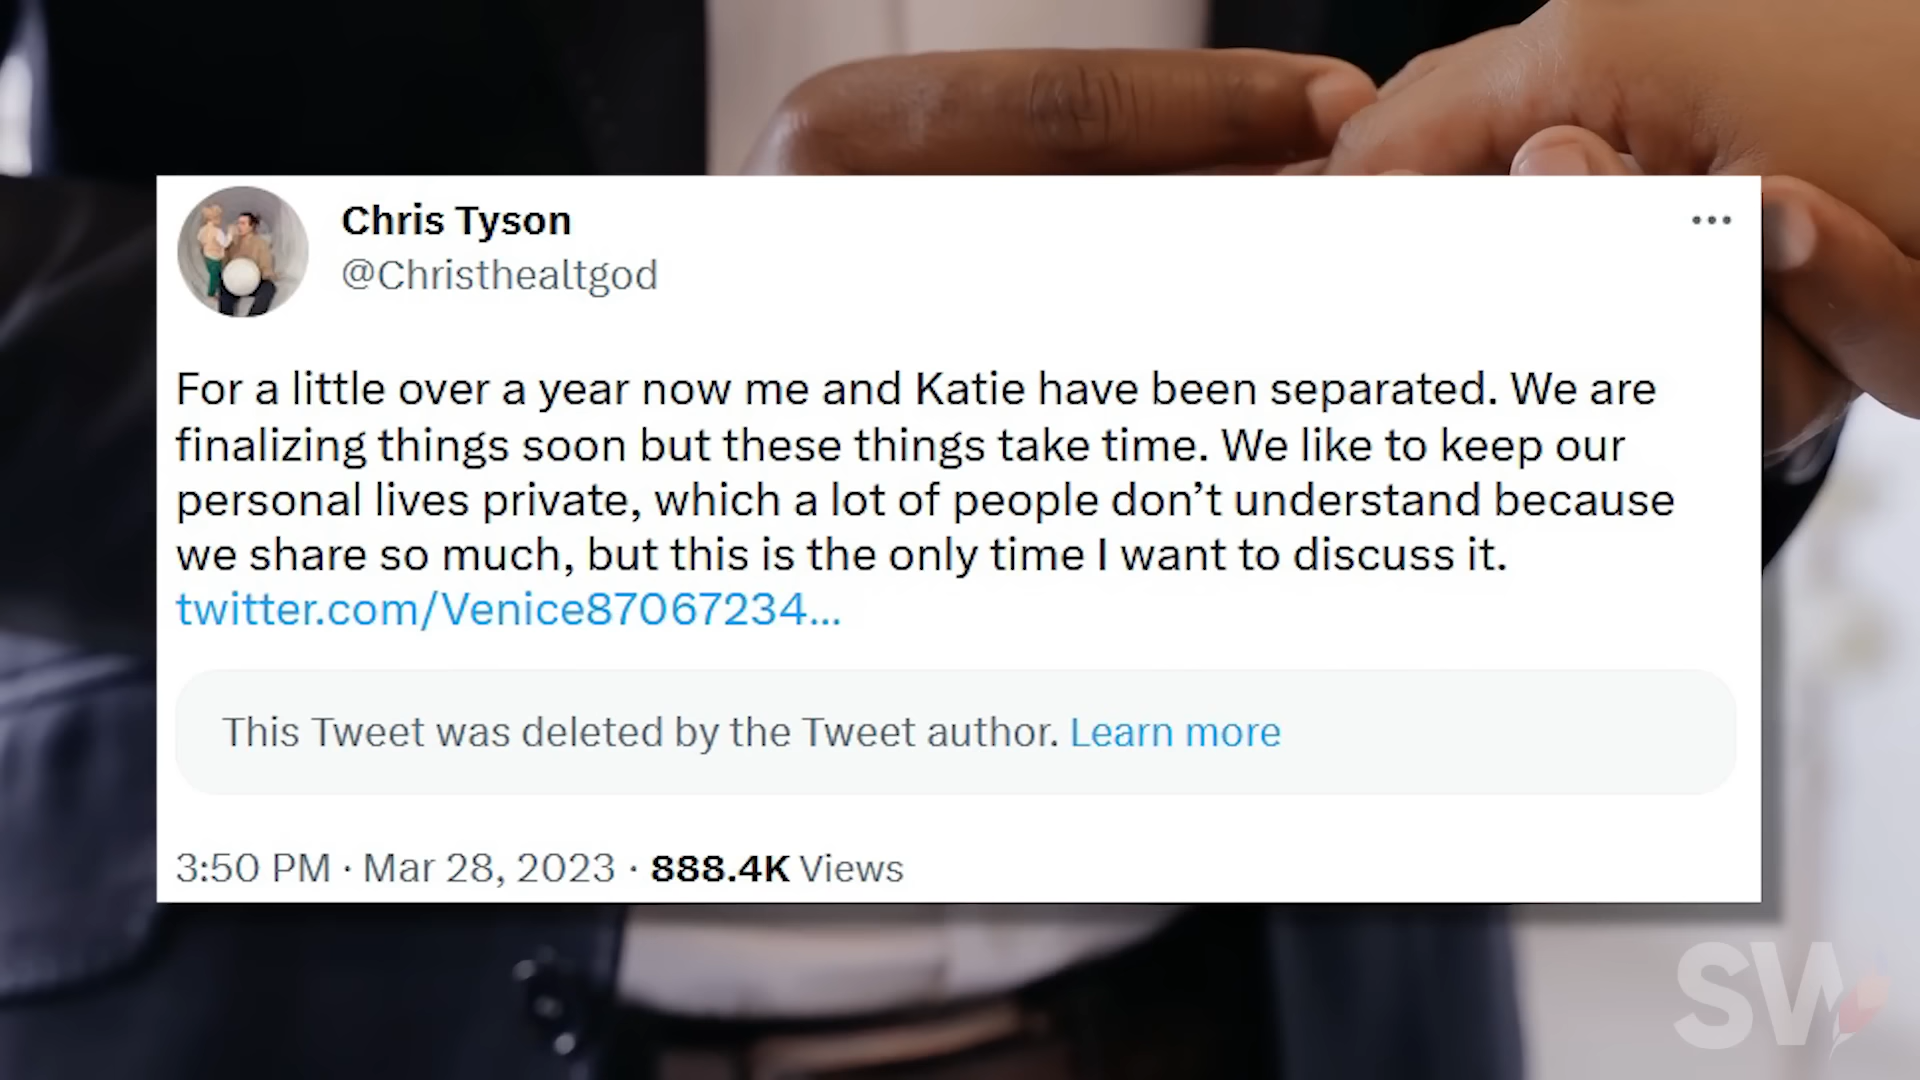 Chris Tyson
@Christhealtgod
For a little over a year now me and Katie have been separated. We are
finalizing things soon but these things take time. We like to keep our
personal lives private, which a lot of people don’t understand because
we share so much, but this is the only time I want to discuss it.
twitter.com/Venice87067234...
This Tweet was deleted by the Tweet author. Learn more
3:50 PM · Mar 28, 2023 · 888.4K Views
SW